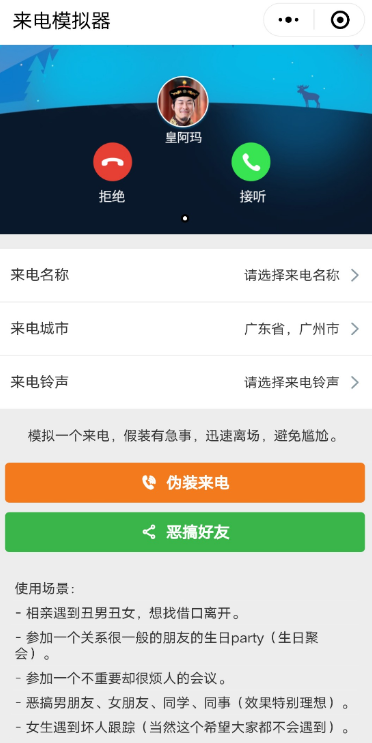 来电模拟器
皇阿玛
拒绝
接听
来电名称
请选择来电名称
来电城市
广东省，广州市
来电铃声
请选择来电铃声
模拟一个来电，假装有急事，迅速离场，避免尴尬。
伪装来电
恶搞好友
使用场景：
- 相亲遇到丑男丑女，想找借口离开。
- 参加一个关系很一般的朋友的生日party（生日聚
会）。
- 参加一个不重要却很烦人的会议。
- 恶搞男朋友、女朋友、同学、同事（效果特别理想）。
- 女生遇到坏人跟踪（当然这个希望大家都不会遇到）。